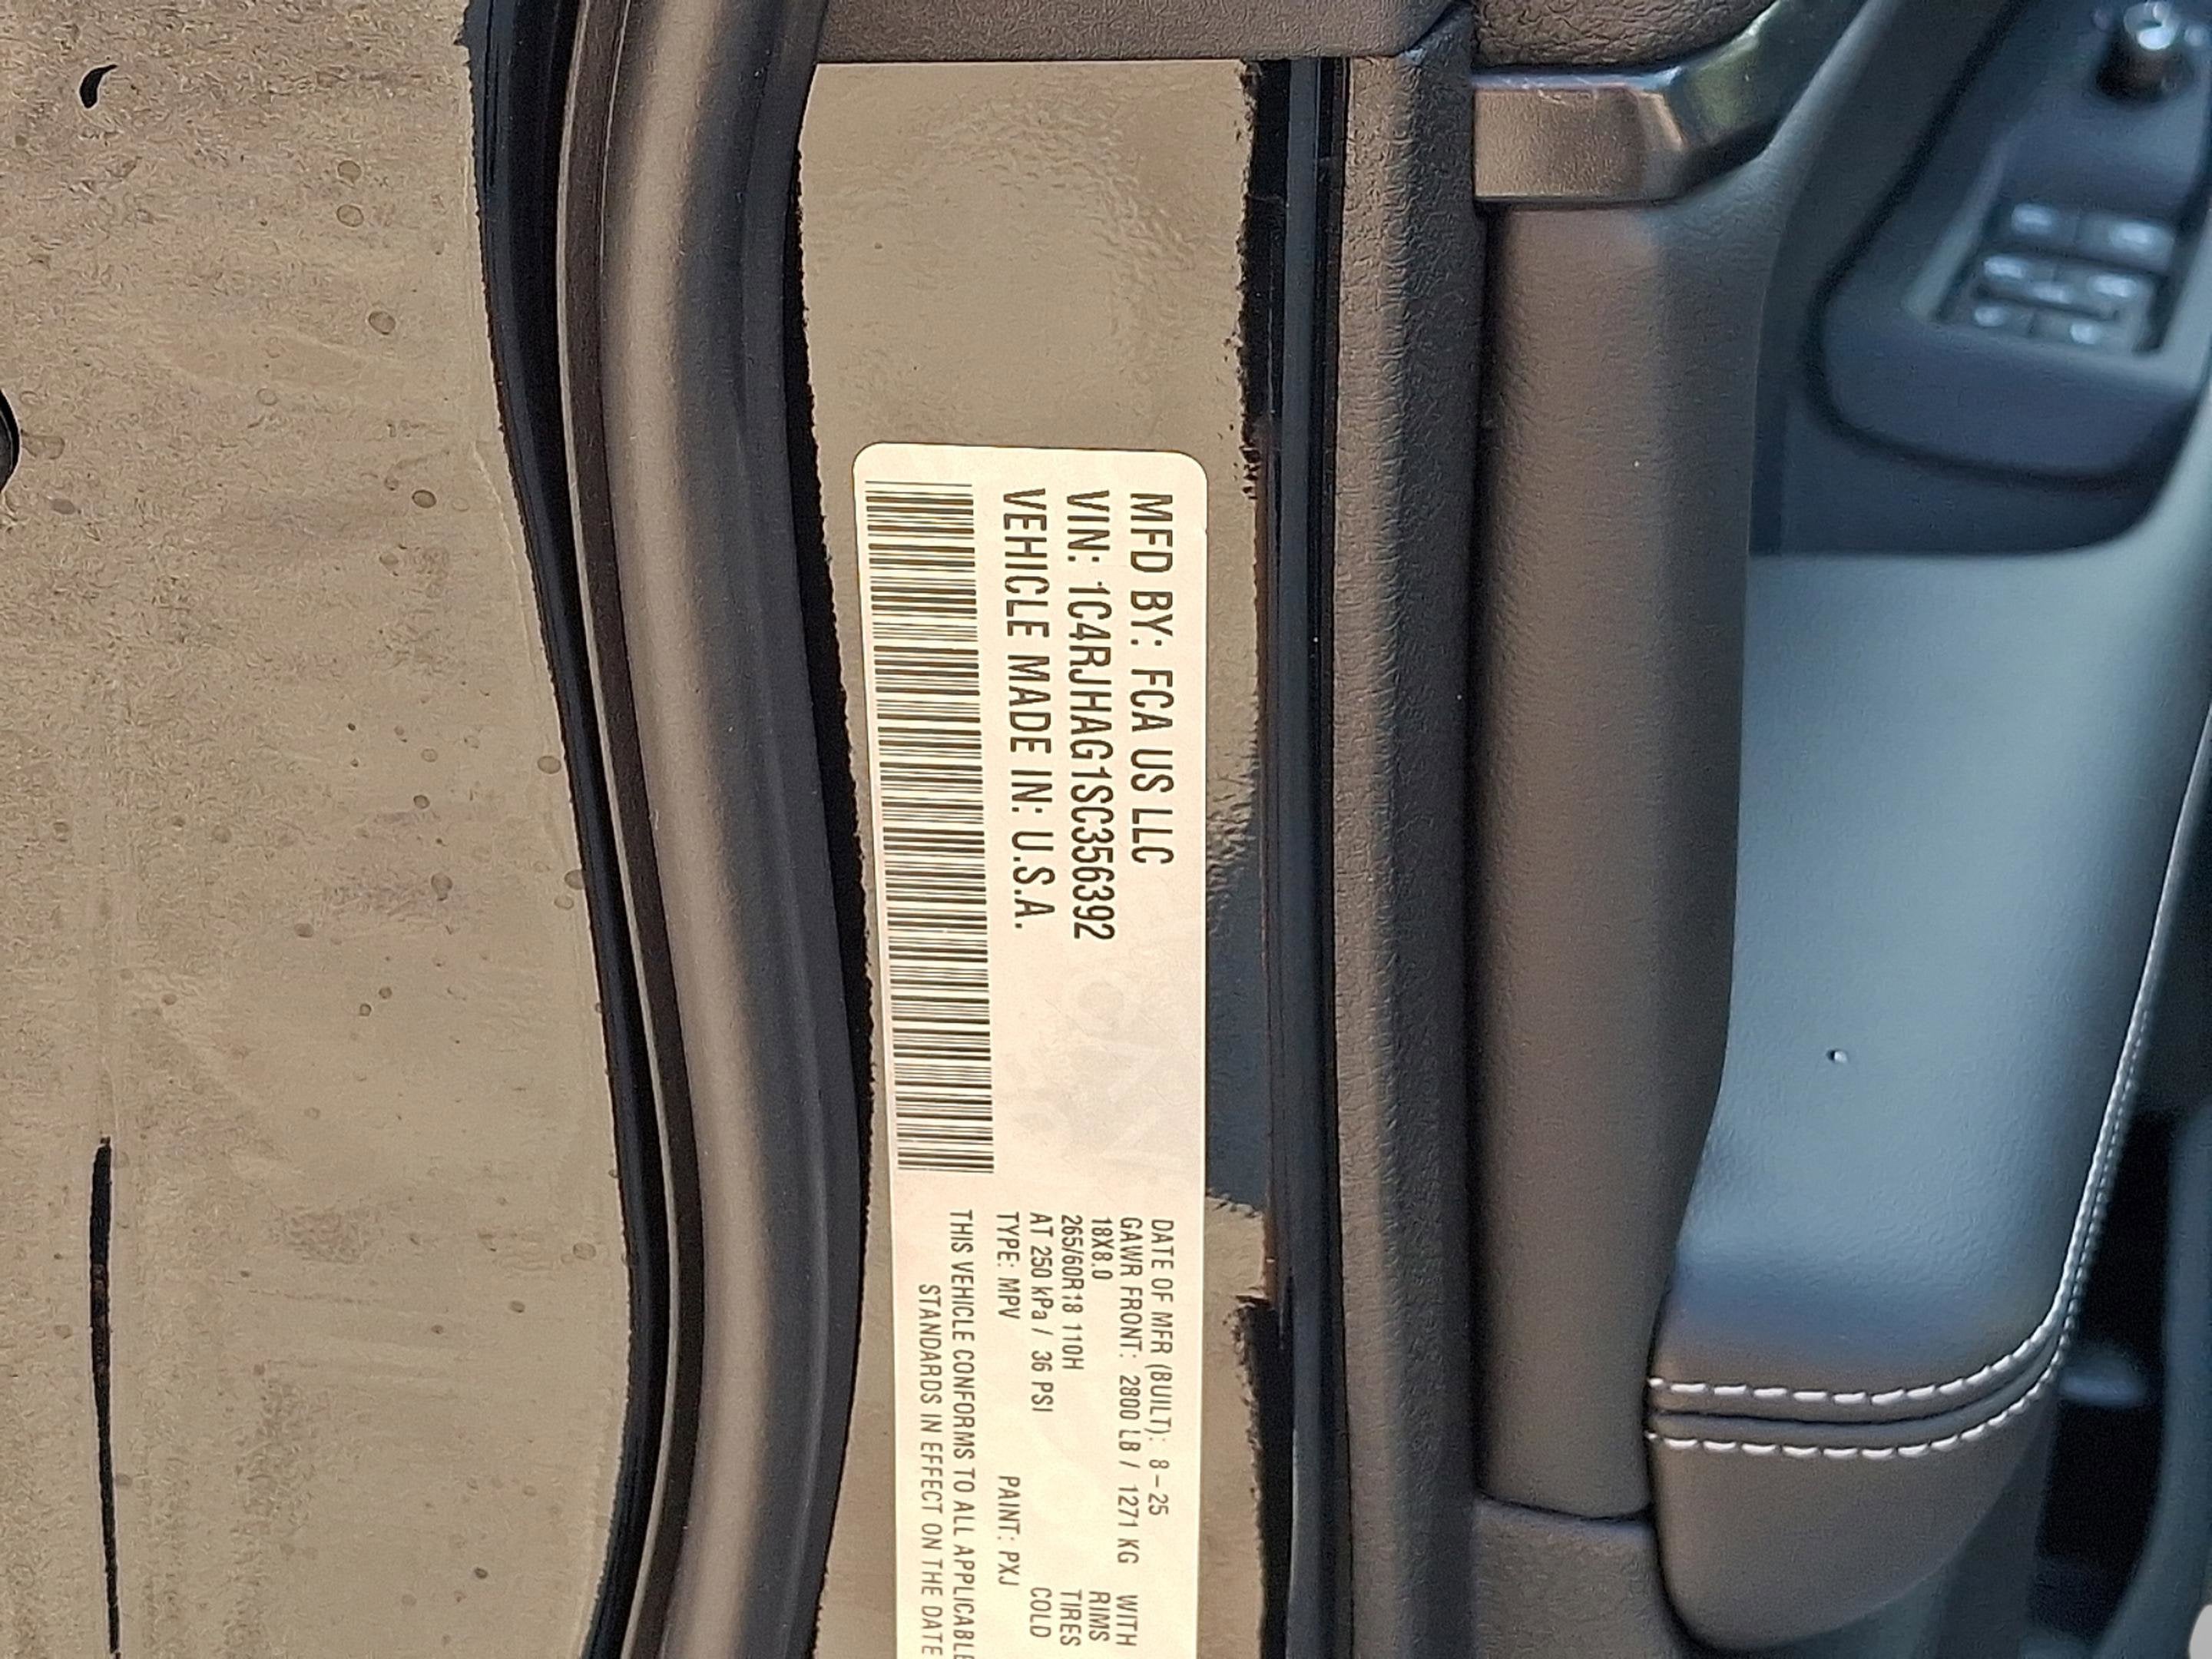 MFD BY: FCA US LLC
VIN: 1C4RJHAG1SC356392
VEHICLE MADE IN: U.S.A.
DATE OF MFR (BUILT): 8-25
GAWR FRONT: 2800 LB / 1271 KG WITH
18X8.0 RIMS
265/60R18 110H TIRES
AT 250 kPa / 36 PSI COLD
TYPE: MPV PAINT: PXJ
THIS VEHICLE CONFORMS TO ALL APPLICABLE
STANDARDS IN EFFECT ON THE DATE